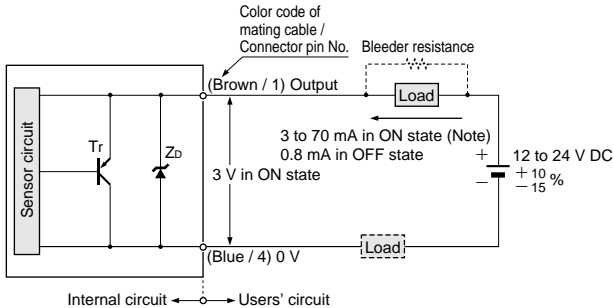 Color code of
mating cable /
Connector pin No.
Bleeder resistance
(Brown / 1) Output
Load
Sensor circuit
Tr
ZD
3 V in ON state
3 to 70 mA in ON state (Note)
0.8 mA in OFF state
+
−
12 to 24 V DC
+ 10
− 15 %
(Blue / 4) 0 V
Load
Internal circuit
Users' circuit